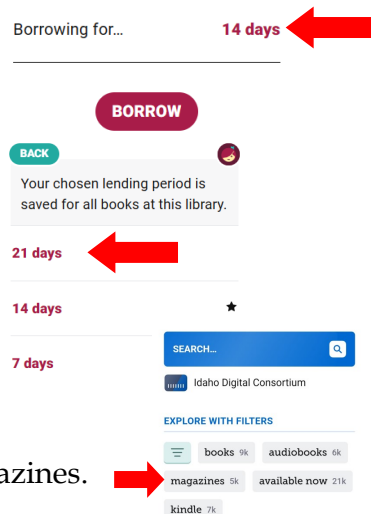 Borrowing for... 14 days
BORROW
BACK
Your chosen lending period is
saved for all books at this library.
21 days
14 days
7 days
SEARCH...
Idaho Digital Consortium
EXPLORE WITH FILTERS
books 9k audiobooks 6k
magazines 5k available now 21k
kindle 7k
azines.